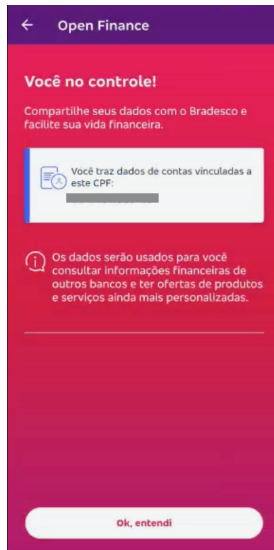 Open Finance
Você no controle!
Compartilhe seus dados com o Bradesco e
facilite sua vida financeira.
Você traz dados de contas vinculadas a
este CPF:
Os dados serão usados para você
consultar informações financeiras de
outros bancos e ter ofertas de produtos
e serviços ainda mais personalizadas.
Ok, entendi